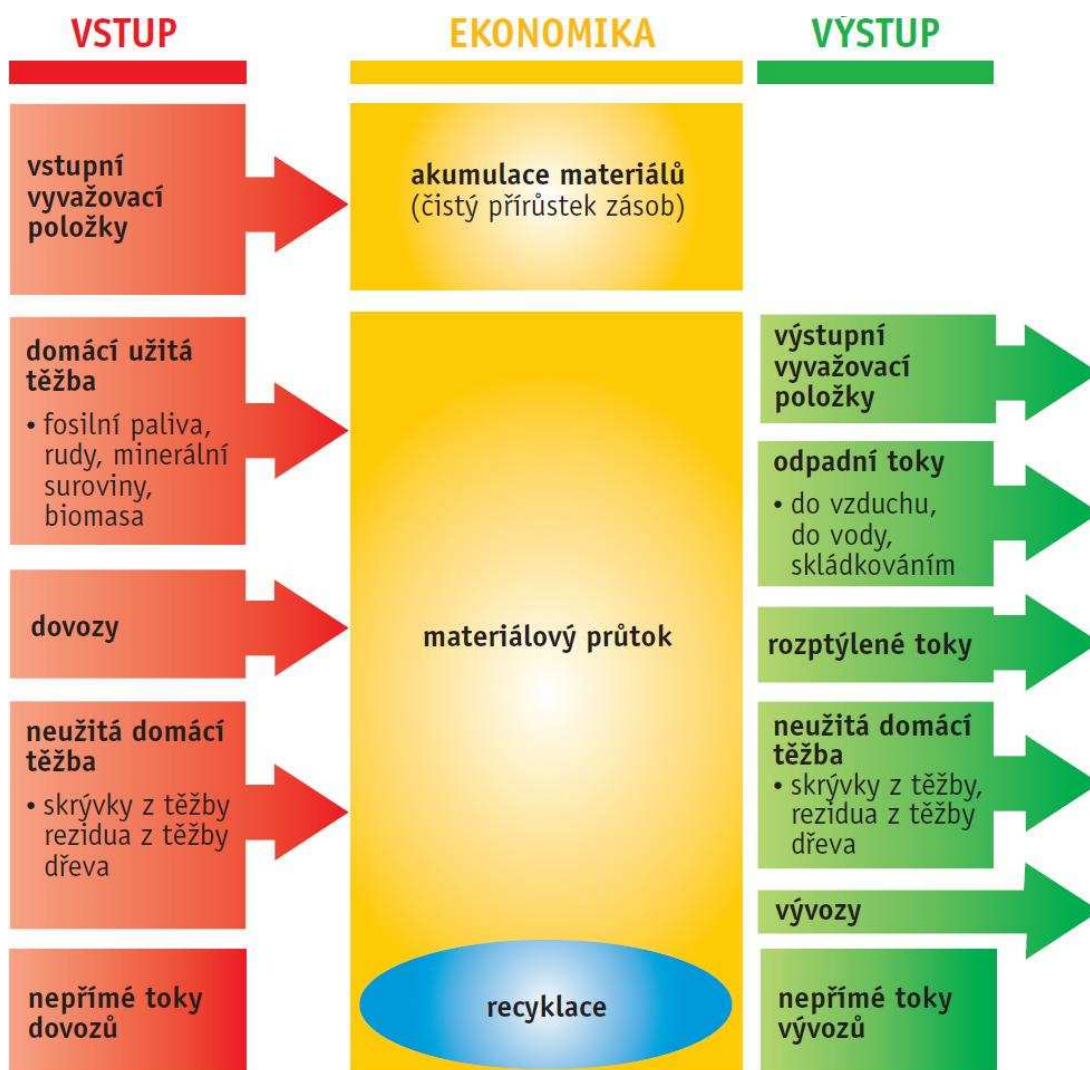 VSTUP
EKONOMIKA
VÝSTUP
vstupní
vyvažovací
položky
domácí užitá
těžba
• fosilní paliva,
rudy, minerální
suroviny,
biomasa
dovozy
neužitá domácí
těžba
• skrývky z těžby
rezidua z těžby
dřeva
nepřímé toky
dovozů
akumulace materiálů
(čistý přírůstek zásob)
materiálový průtok
recyklace
výstupní
vyvažovací
položky
odpadní toky
• do vzduchu,
do vody,
skládkováním
rozptýlené toky
neužitá domácí
těžba
• skrývky z těžby,
rezidua z těžby
dřeva
vývozy
nepřímé toky
vývozů